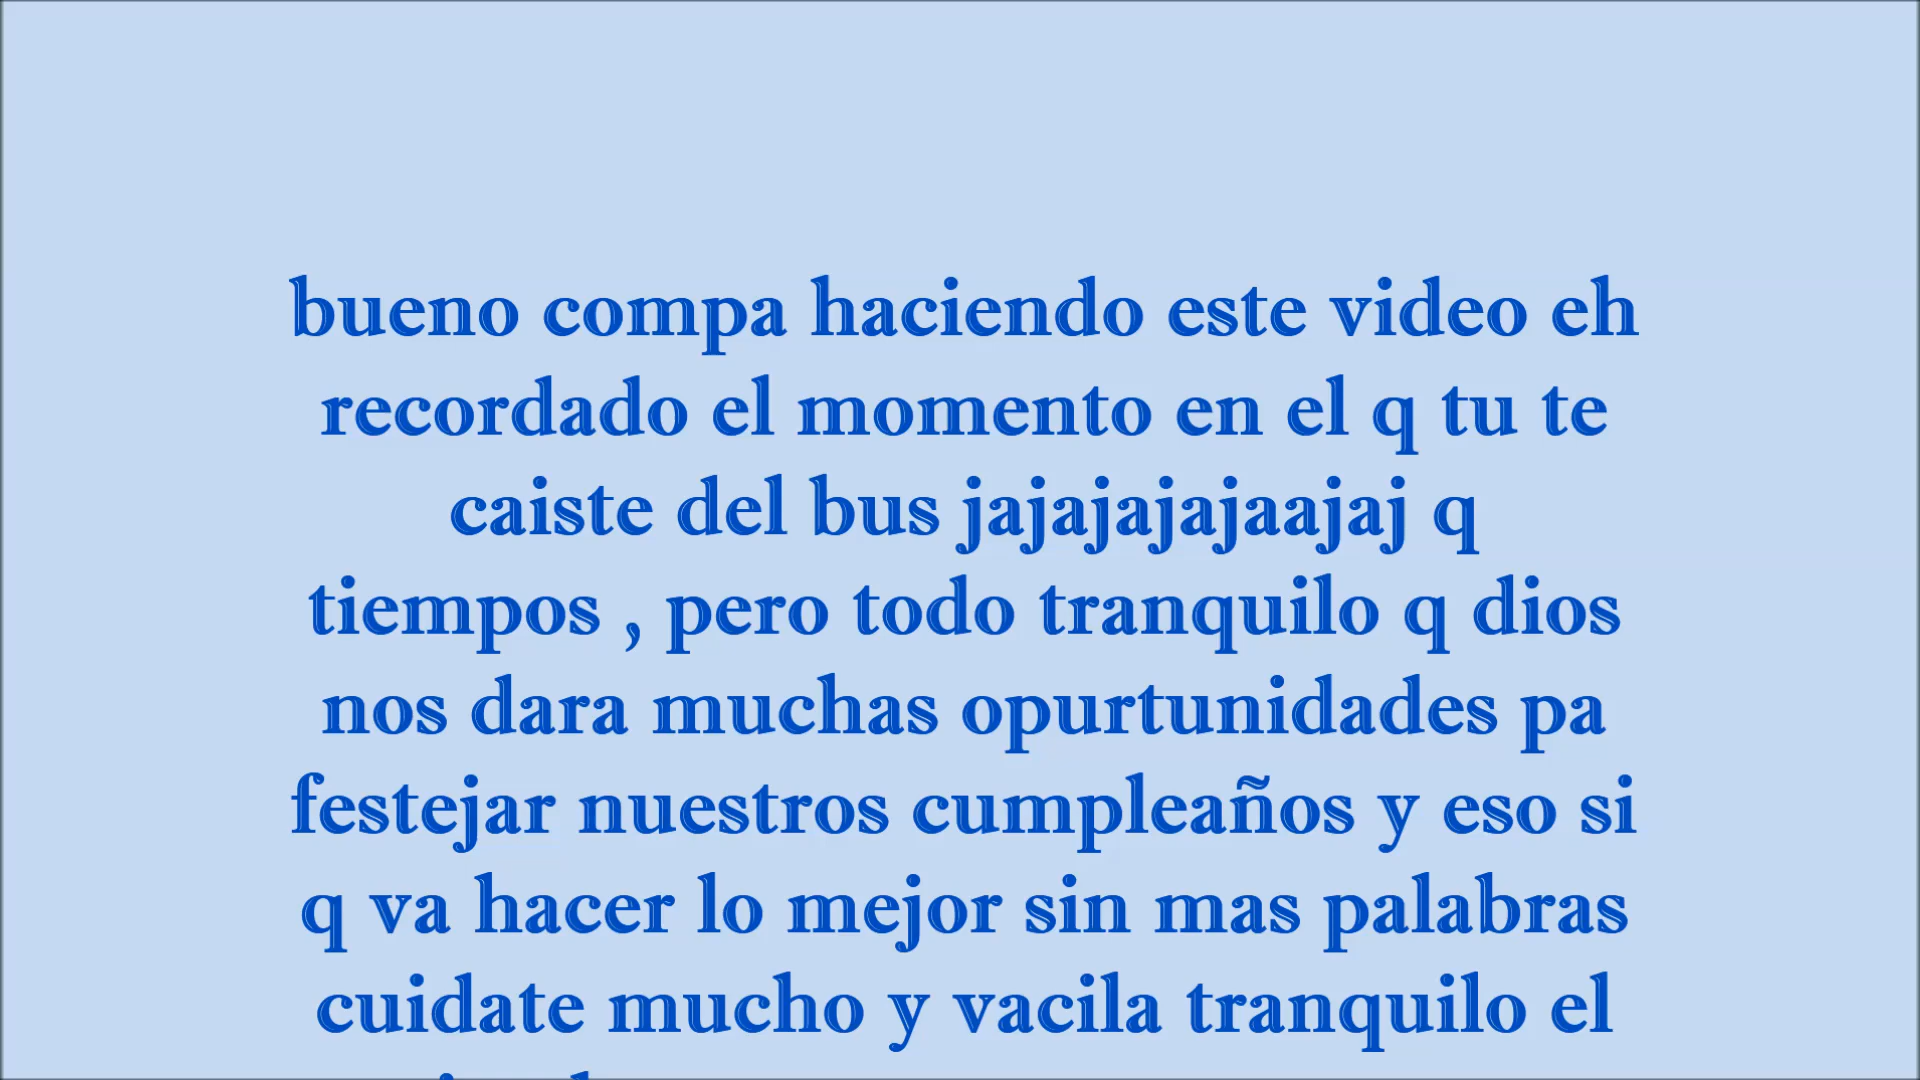 bueno compa haciendo este video eh
recordado el momento en el q tu te
caiste del bus jajajajajaajaj q
tiempos , pero todo tranquilo q dios
nos dara muchas opurtunidades pa
festejar nuestros cumpleaños y eso si
q va hacer lo mejor sin mas palabras
cuidate mucho y vacila tranquilo el